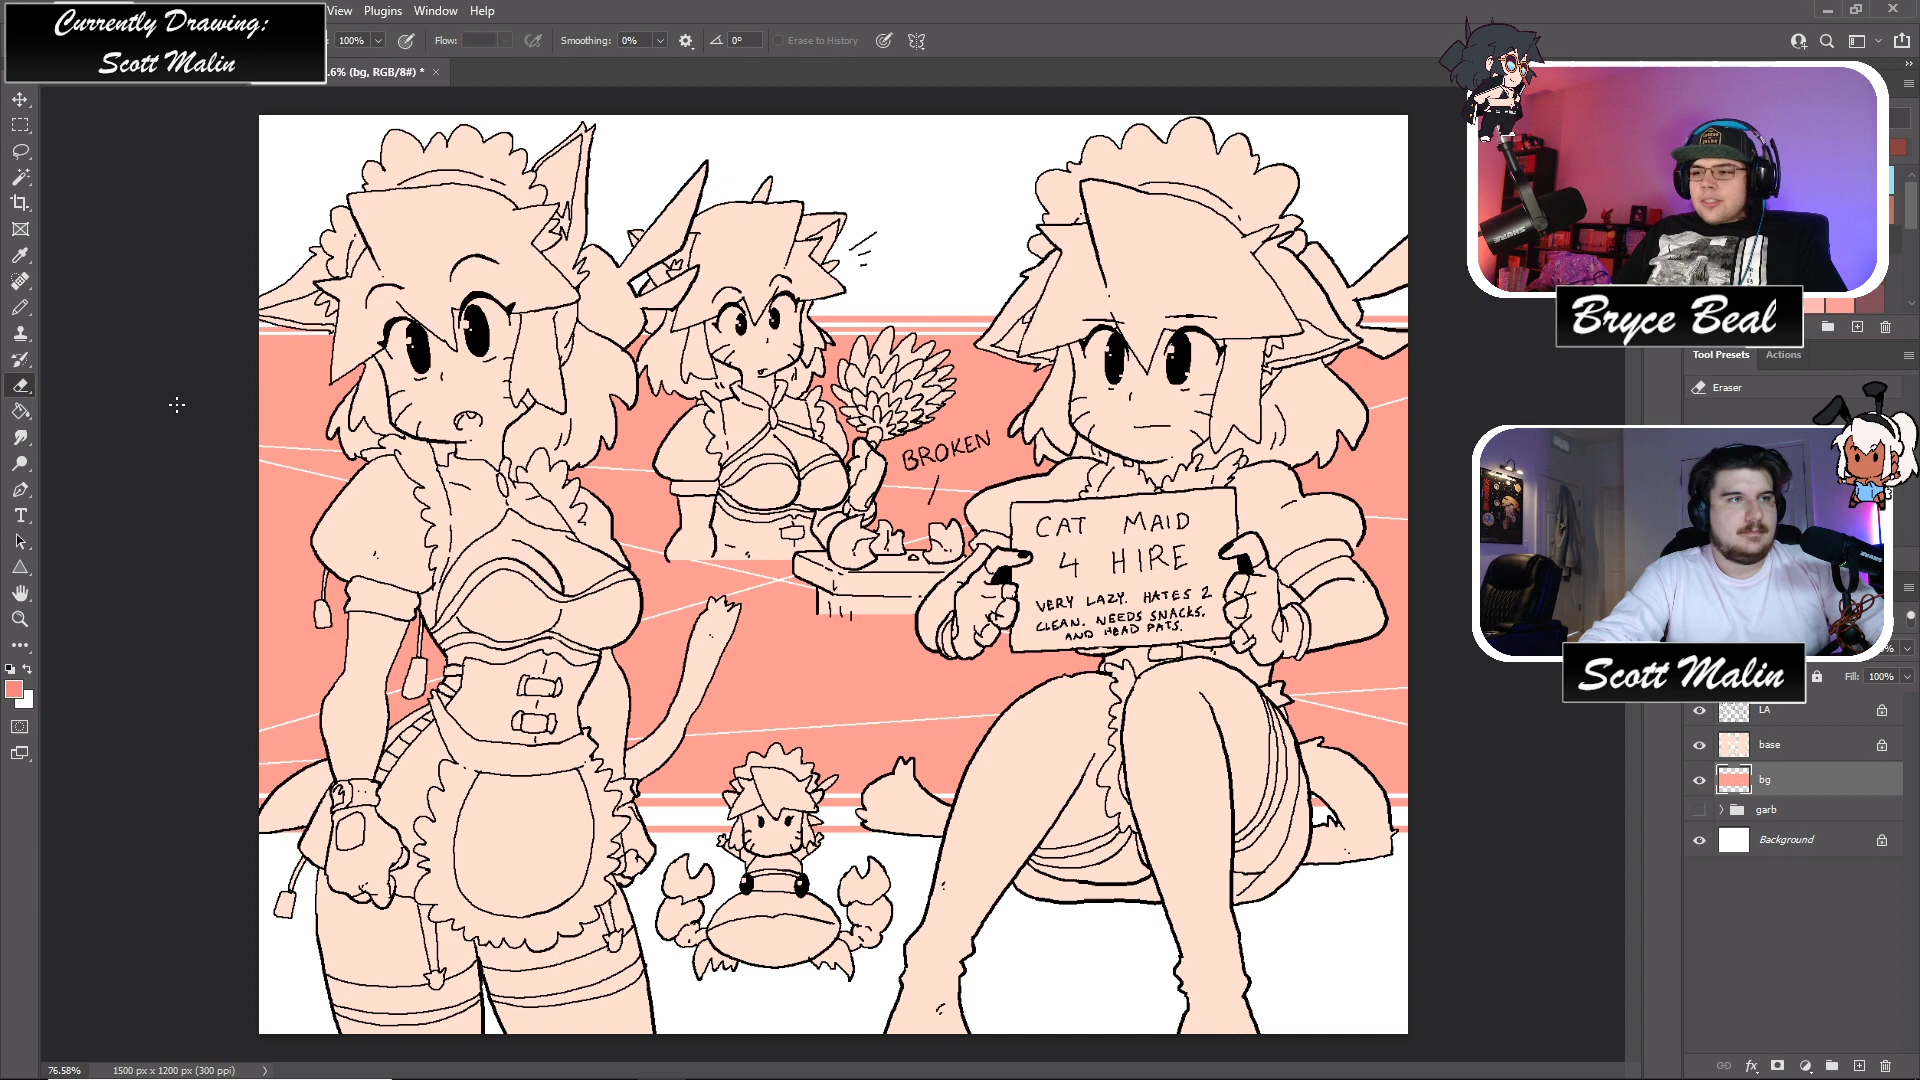 Currently Drawing:
Scott Malin
View Plugins Window Help
100% Flow: Smoothing: 0% 0° Erase to History
.6% (bg, RGB/8#) *
Bryce Beal
Tool Presets Actions
Eraser
BROKEN
CAT MAID
4 HIRE
VERY LAZY. HATES 2
CLEAN. NEEDS SNACKS.
AND HEAD PATS.
SHURE
Scott Malin
Fill: 100%
LA
base
bg
garb
Background
76.58% 1500 px x 1200 px (300 ppi)